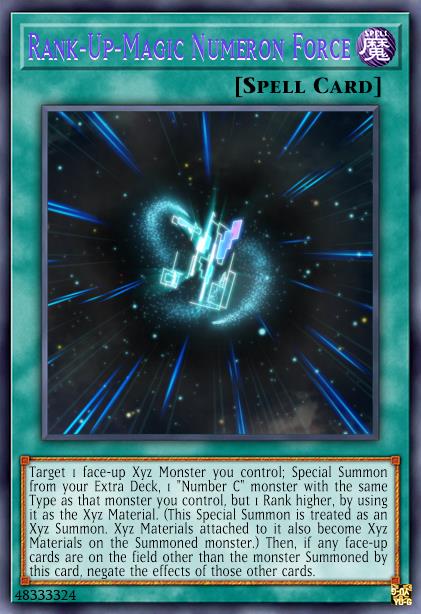 Rank-Up-Magic Numeron Force
SPELL
魔
[Spell Card]
Target 1 face-up Xyz Monster you control; Special Summon
from your Extra Deck, 1 "Number C" monster with the same
Type as that monster you control, but 1 Rank higher, by using
it as the Xyz Material. (This Special Summon is treated as an
Xyz Summon. Xyz Materials attached to it also become Xyz
Materials on the Summoned monster.) Then, if any face-up
cards are on the field other than the monster Summoned by
this card, negate the effects of those other cards.
48333324